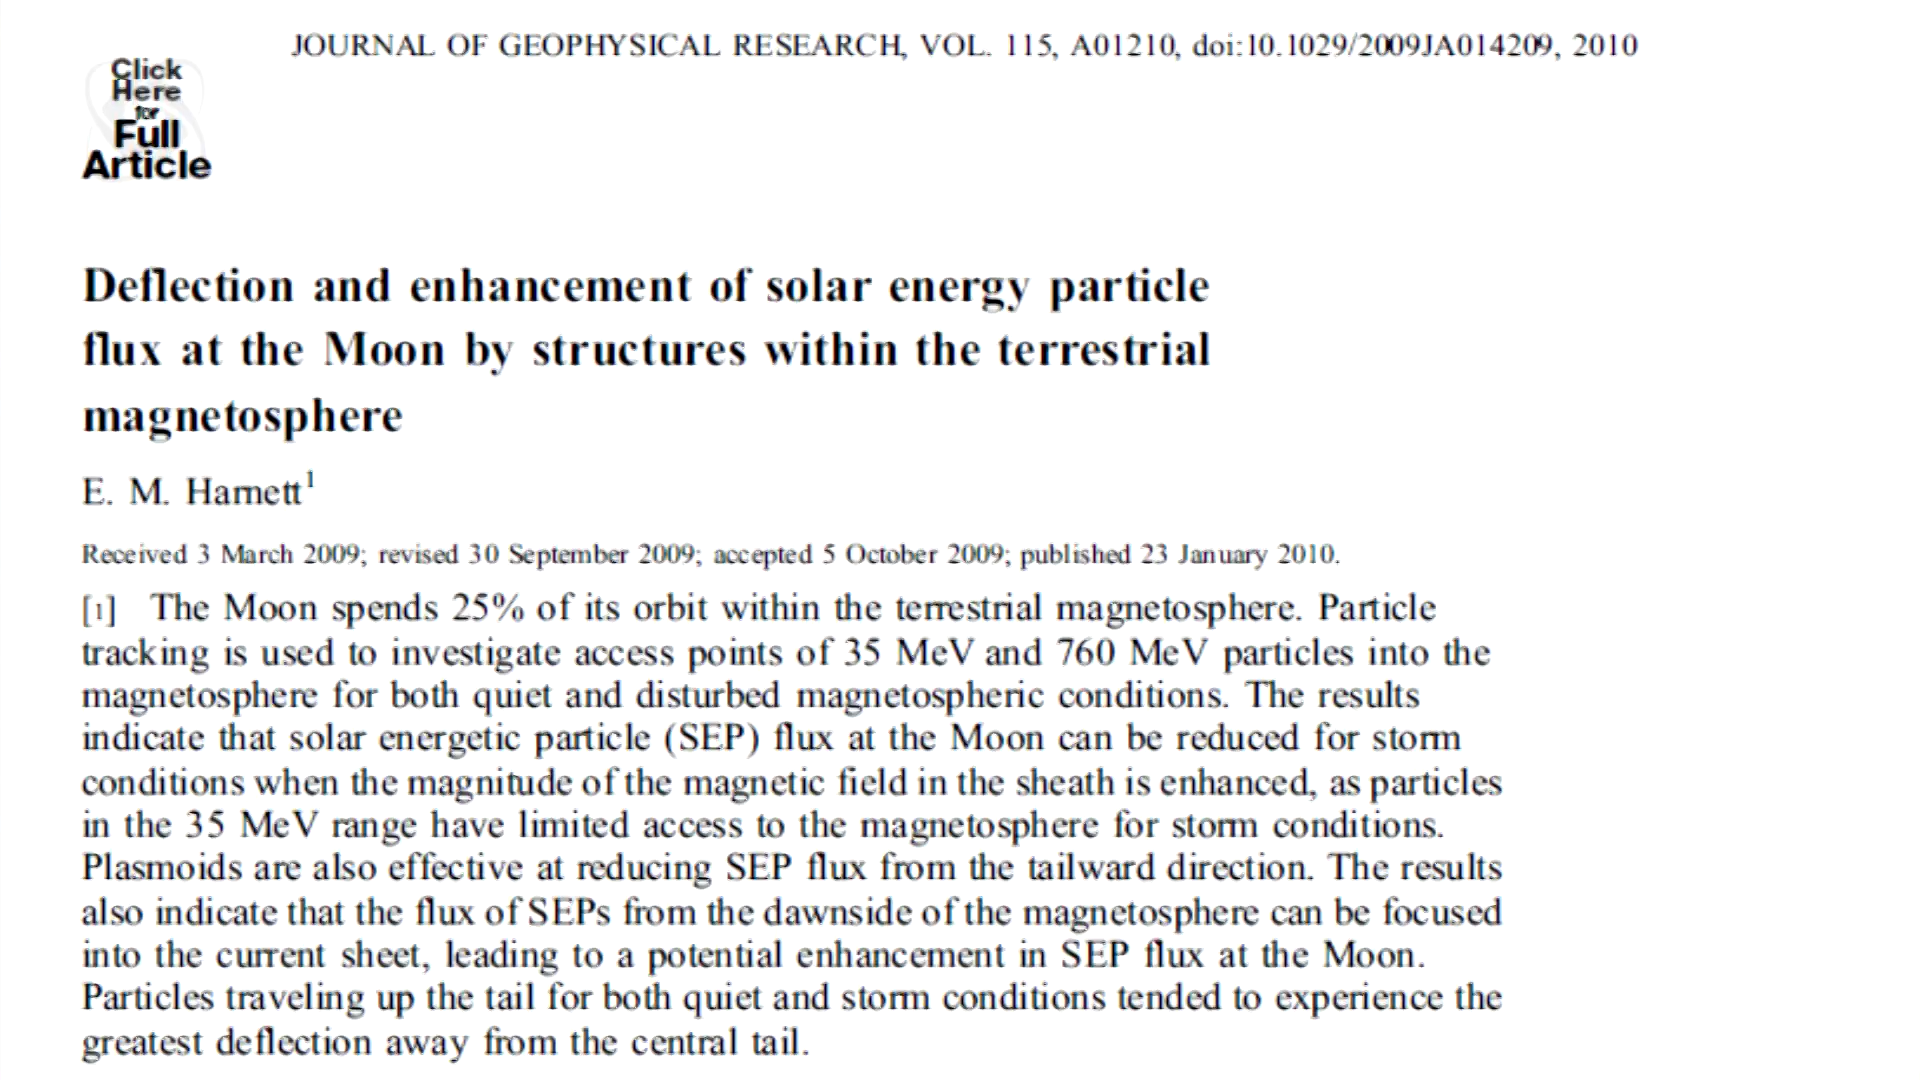 JOURNAL OF GEOPHYSICAL RESEARCH, VOL. 115, A01210, doi:10.1029/2009JA014209, 2010
Click
Here
for
Full
Article
Deflection and enhancement of solar energy particle
flux at the Moon by structures within the terrestrial
magnetosphere
E. M. Harnett¹
Received 3 March 2009; revised 30 September 2009; accepted 5 October 2009; published 23 January 2010.
[1] The Moon spends 25% of its orbit within the terrestrial magnetosphere. Particle
tracking is used to investigate access points of 35 MeV and 760 MeV particles into the
magnetosphere for both quiet and disturbed magnetospheric conditions. The results
indicate that solar energetic particle (SEP) flux at the Moon can be reduced for storm
conditions when the magnitude of the magnetic field in the sheath is enhanced, as particles
in the 35 MeV range have limited access to the magnetosphere for storm conditions.
Plasmoids are also effective at reducing SEP flux from the tailward direction. The results
also indicate that the flux of SEPs from the dawnside of the magnetosphere can be focused
into the current sheet, leading to a potential enhancement in SEP flux at the Moon.
Particles traveling up the tail for both quiet and storm conditions tended to experience the
greatest deflection away from the central tail.